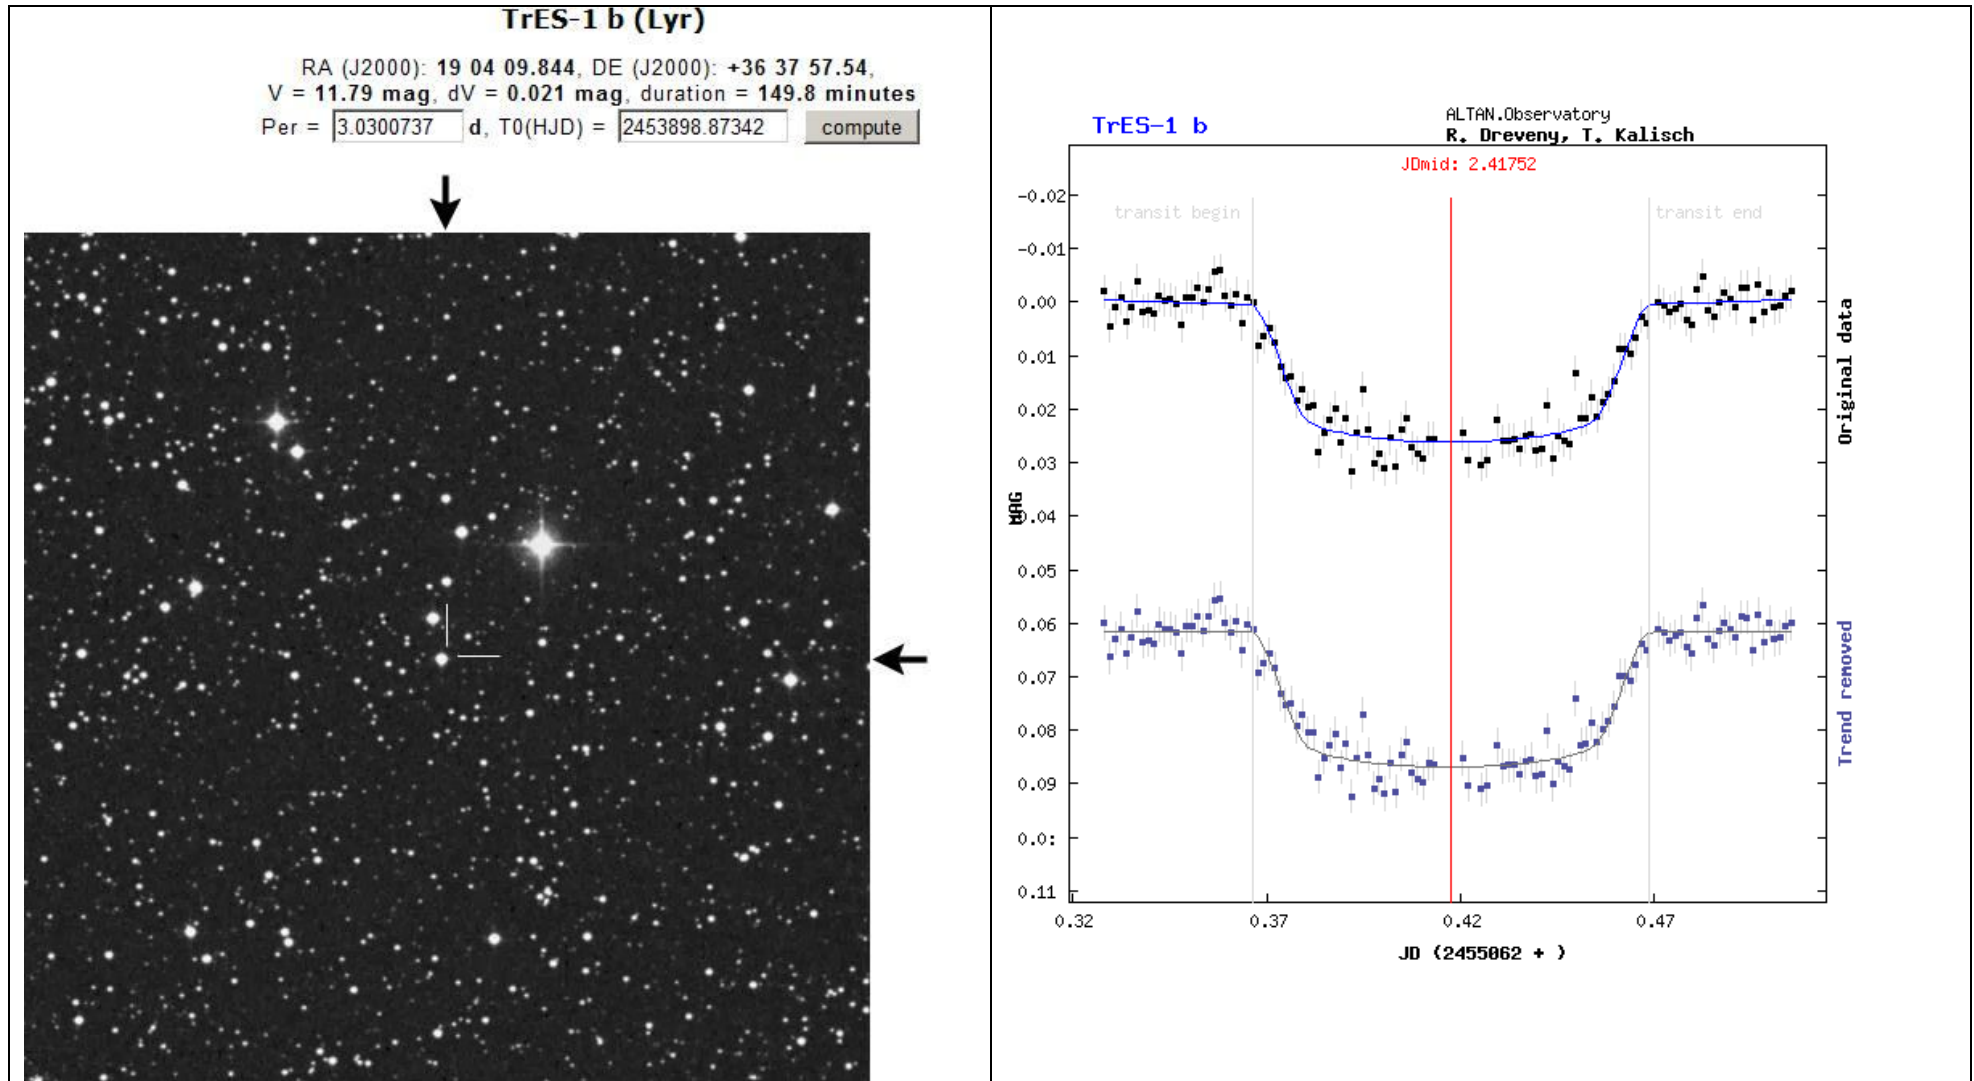 TrES-1 b (Lyr)
RA (J2000): 19 04 09.844, DE (J2000): +36 37 57.54,
V = 11.79 mag, dV = 0.021 mag, duration = 149.8 minutes
Per = 3.0300737 d, T0(HJD) = 2453898.87342 compute
TrES-1 b
ALTAN.Observatory
R. Dreveny, T. Kalisch
JDmid: 2.41752
transit begin
transit end
-0.02
-0.01
0.00
0.01
0.02
0.03
0.04
0.05
0.06
0.07
0.08
0.09
0.0:
0.11
MAG
Original data
Trend removed
0.32 0.37 0.42 0.47
JD (2455062 + )